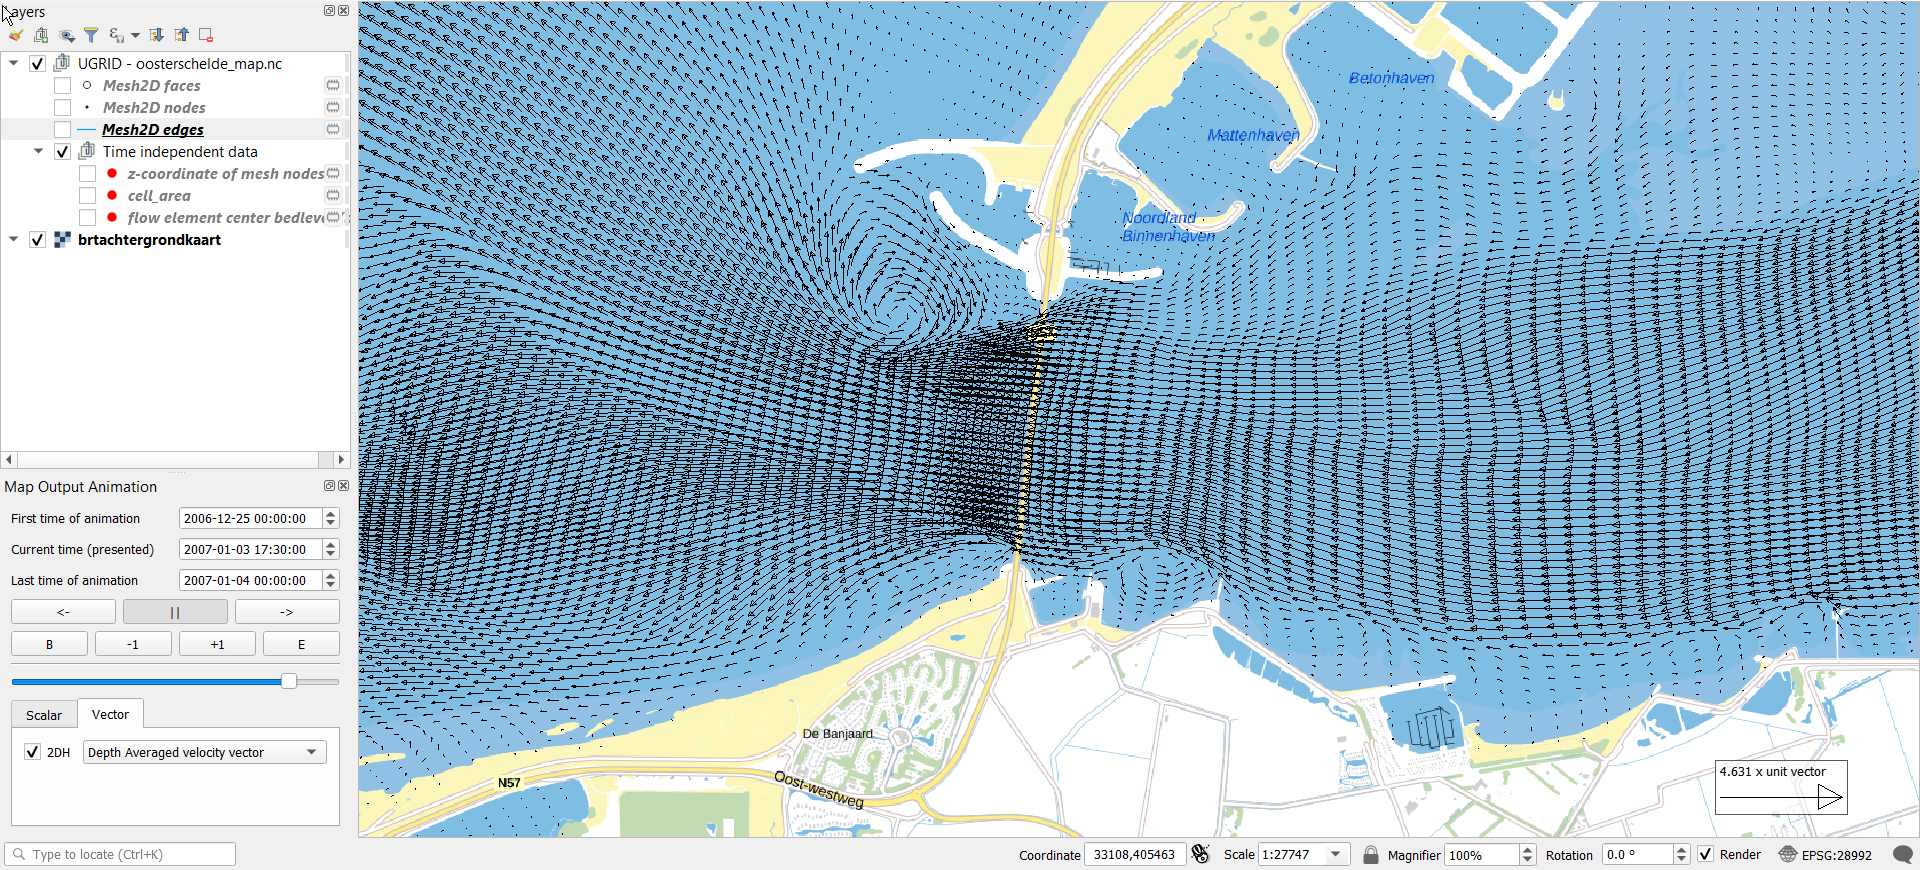 ayers
UGRID - oosterschelde_map.nc
Mesh2D faces
Mesh2D nodes
Mesh2D edges
Time independent data
z-coordinate of mesh nodes
cell_area
flow element center bedleve
brtachtergrondkaart
Map Output Animation
First time of animation
2006-12-25 00:00:00
Current time (presented)
2007-01-03 17:30:00
Last time of animation
2007-01-04 00:00:00
<-
||
->
B
-1
+1
E
Scalar
Vector
2DH
Depth Averaged velocity vector
Betonhaven
Mattenhaven
Noordland
Binnenhaven
De Banjaard
N57
Oost-westweg
4.631 x unit vector
Type to locate (Ctrl+K)
Coordinate
33108,405463
Scale
1:27747
Magnifier
100%
Rotation
0.0 °
Render
EPSG:28992